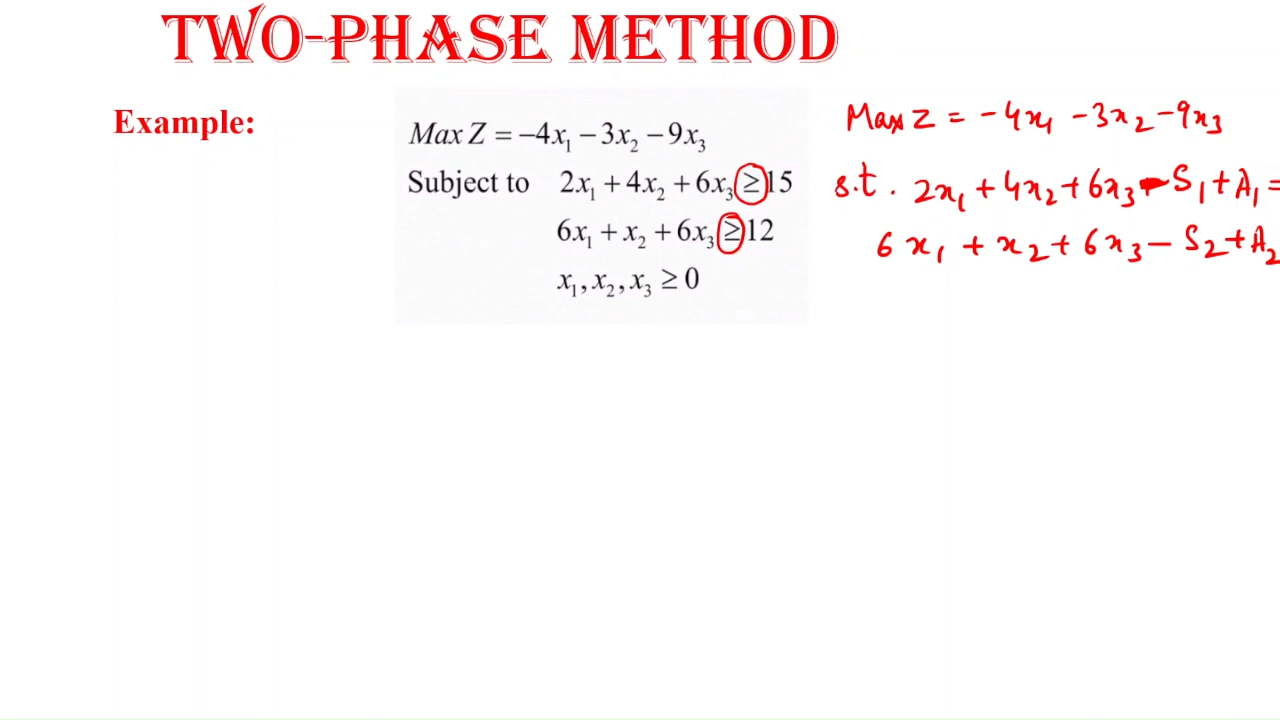 TWO-PHASE METHOD
Example:
Max Z = −4x₁ − 3x₂ − 9x₃
Subject to 2x₁ + 4x₂ + 6x₃ ≥ 15
6x₁ + x₂ + 6x₃ ≥ 12
x₁, x₂, x₃ ≥ 0
Max Z = -4x₁ -3x₂ -9x₃
s.t. 2x₁ + 4x₂ + 6x₃ - S₁ + A₁ =
6x₁ + x₂ + 6x₃ - S₂ + A₂